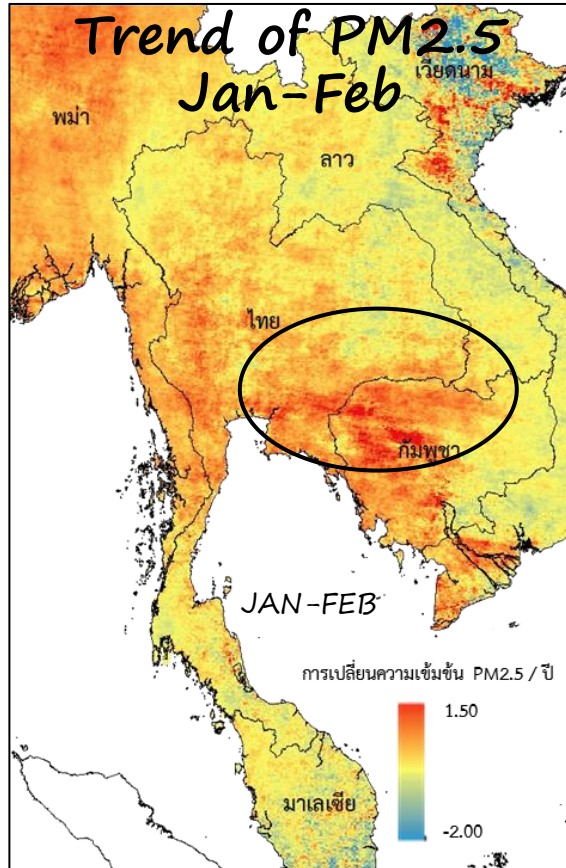 Trend of PM2.5
Jan-Feb
เวียดนาม
พม่า
ลาว
ไทย
กัมพูชา
JAN-FEB
การเปลี่ยนความเข้มข้น PM2.5 / ปี
1.50
-2.00
มาเลเซีย